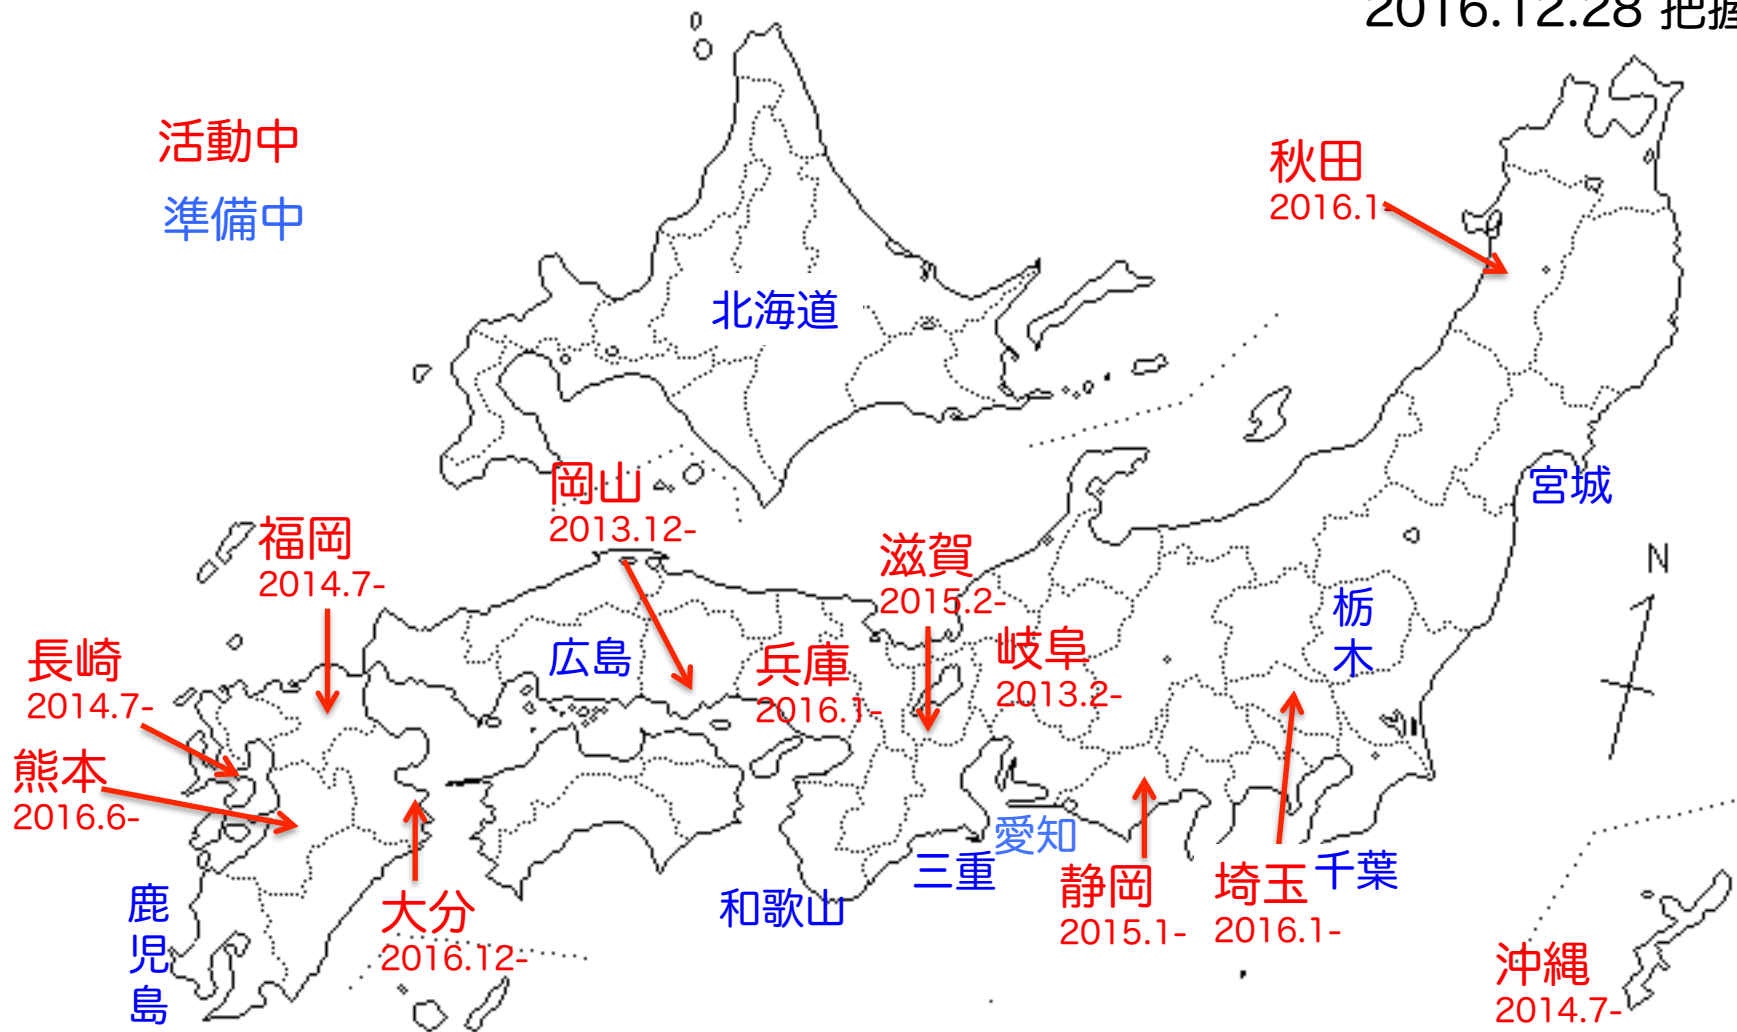 2016.12.28 把握
活動中
準備中
秋田
2016.1-
北海道
宮城
岡山
2013.12-
福岡
2014.7-
滋賀
2015.2-
N
栃
木
長崎
2014.7-
広島
兵庫
2016.1-
岐阜
2013.2-
熊本
2016.6-
愛知
三重
静岡
2015.1-
埼玉
2016.1-
千葉
鹿
児
島
大分
2016.12-
和歌山
沖縄
2014.7-